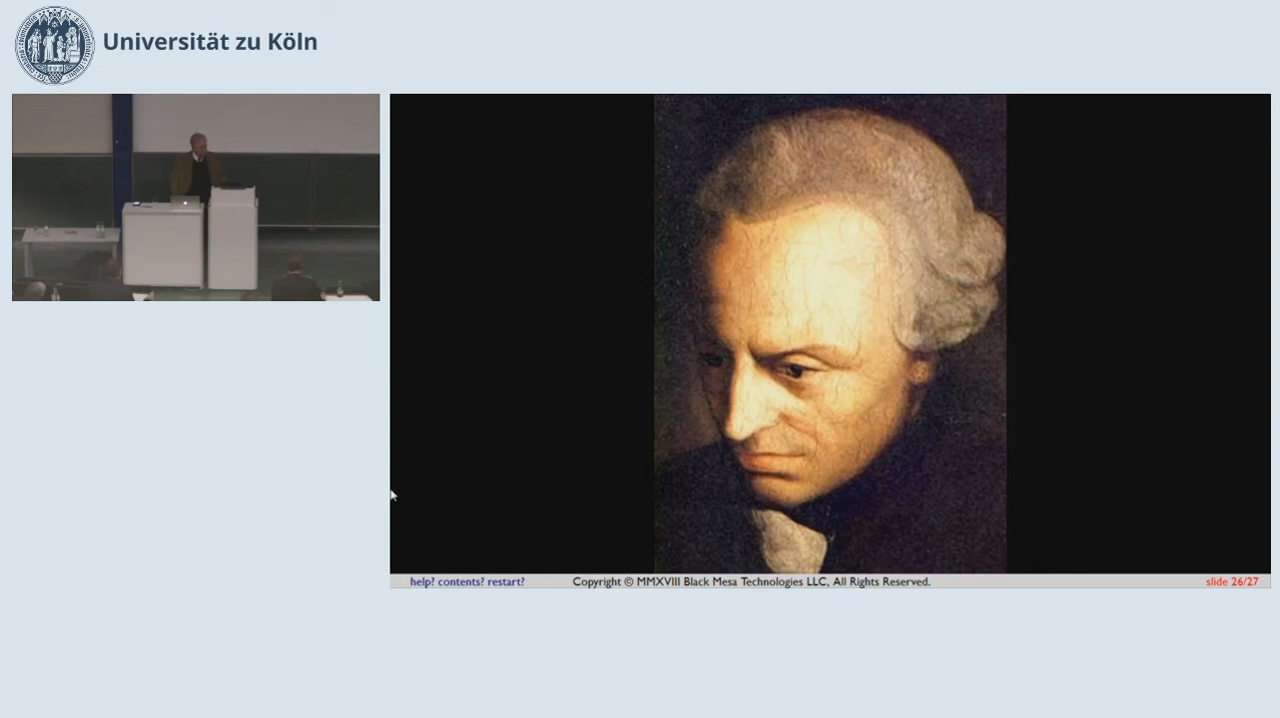 Universität zu Köln
help? contents? restart?
Copyright © MMXVIII Black Mesa Technologies LLC, All Rights Reserved.
slide 26/27